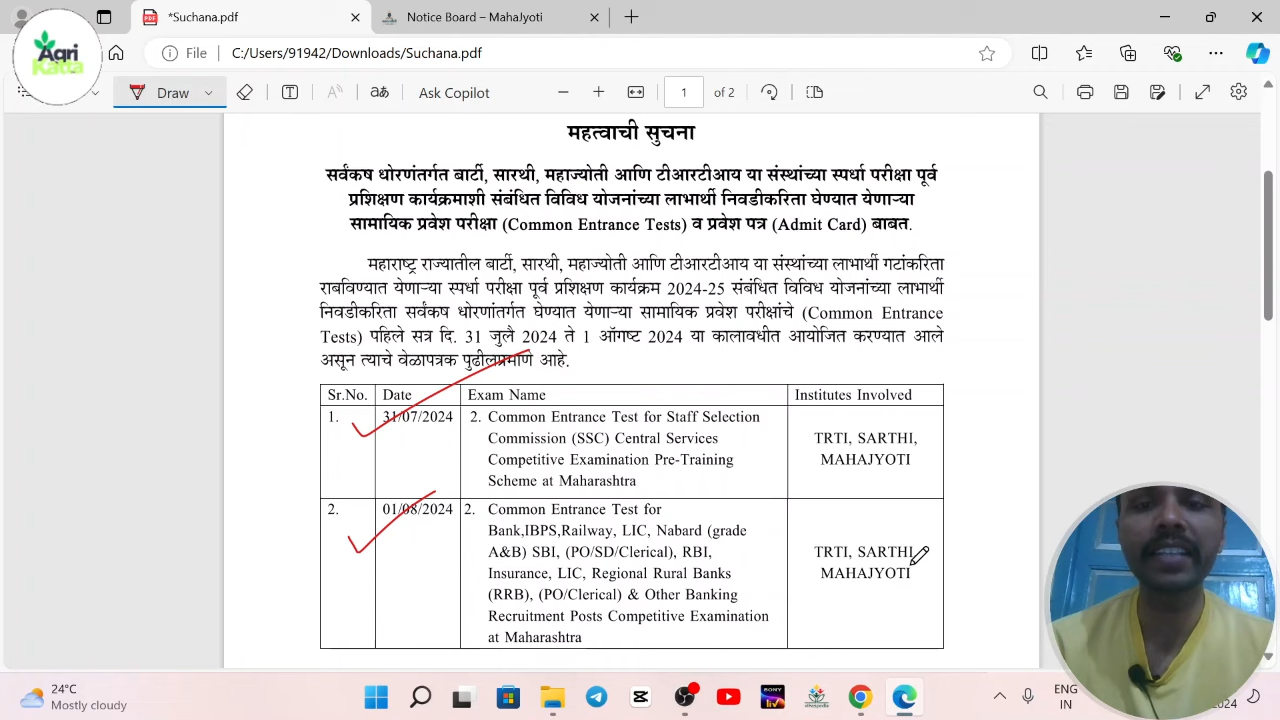 *Suchana.pdf
Notice Board – MahaJyoti
Agri
Katta
File
C:/Users/91942/Downloads/Suchana.pdf
Draw
Ask Copilot
1 of 2
महत्वाची सुचना
सर्वंकष धोरणंतर्गत बार्टी, सारथी, महाज्योती आणि टीआरटीआय या संस्थांच्या स्पर्धा परीक्षा पूर्व
प्रशिक्षण कार्यक्रमाशी संबंधित विविध योजनांच्या लाभार्थी निवडीकरिता घेण्यात येणाऱ्या
सामायिक प्रवेश परीक्षा (Common Entrance Tests) व प्रवेश पत्र (Admit Card) बाबत.
महाराष्ट्र राज्यातील बार्टी, सारथी, महाज्योती आणि टीआरटीआय या संस्थांच्या लाभार्थी गटांकरिता
राबविण्यात येणाऱ्या स्पर्धा परीक्षा पूर्व प्रशिक्षण कार्यक्रम 2024-25 संबंधित विविध योजनांच्या लाभार्थी
निवडीकरिता सर्वंकष धोरणंतर्गत घेण्यात येणाऱ्या सामायिक प्रवेश परीक्षांचे (Common Entrance
Tests) पहिले सत्र दि. 31 जुलै 2024 ते 1 ऑगष्ट 2024 या कालावधीत आयोजित करण्यात आले
असून त्याचे वेळापत्रक पुढीलप्रमाणे आहे.
Sr.No. Date Exam Name Institutes Involved
1. 31/07/2024 2. Common Entrance Test for Staff Selection
Commission (SSC) Central Services
Competitive Examination Pre-Training
Scheme at Maharashtra
TRTI, SARTHI,
MAHAJYOTI
2. 01/08/2024 2. Common Entrance Test for
Bank,IBPS,Railway, LIC, Nabard (grade
A&B) SBI, (PO/SD/Clerical), RBI,
Insurance, LIC, Regional Rural Banks
(RRB), (PO/Clerical) & Other Banking
Recruitment Posts Competitive Examination
at Maharashtra
TRTI, SARTHI
MAHAJYOTI
24°C
Mostly cloudy
ENG
IN
2024